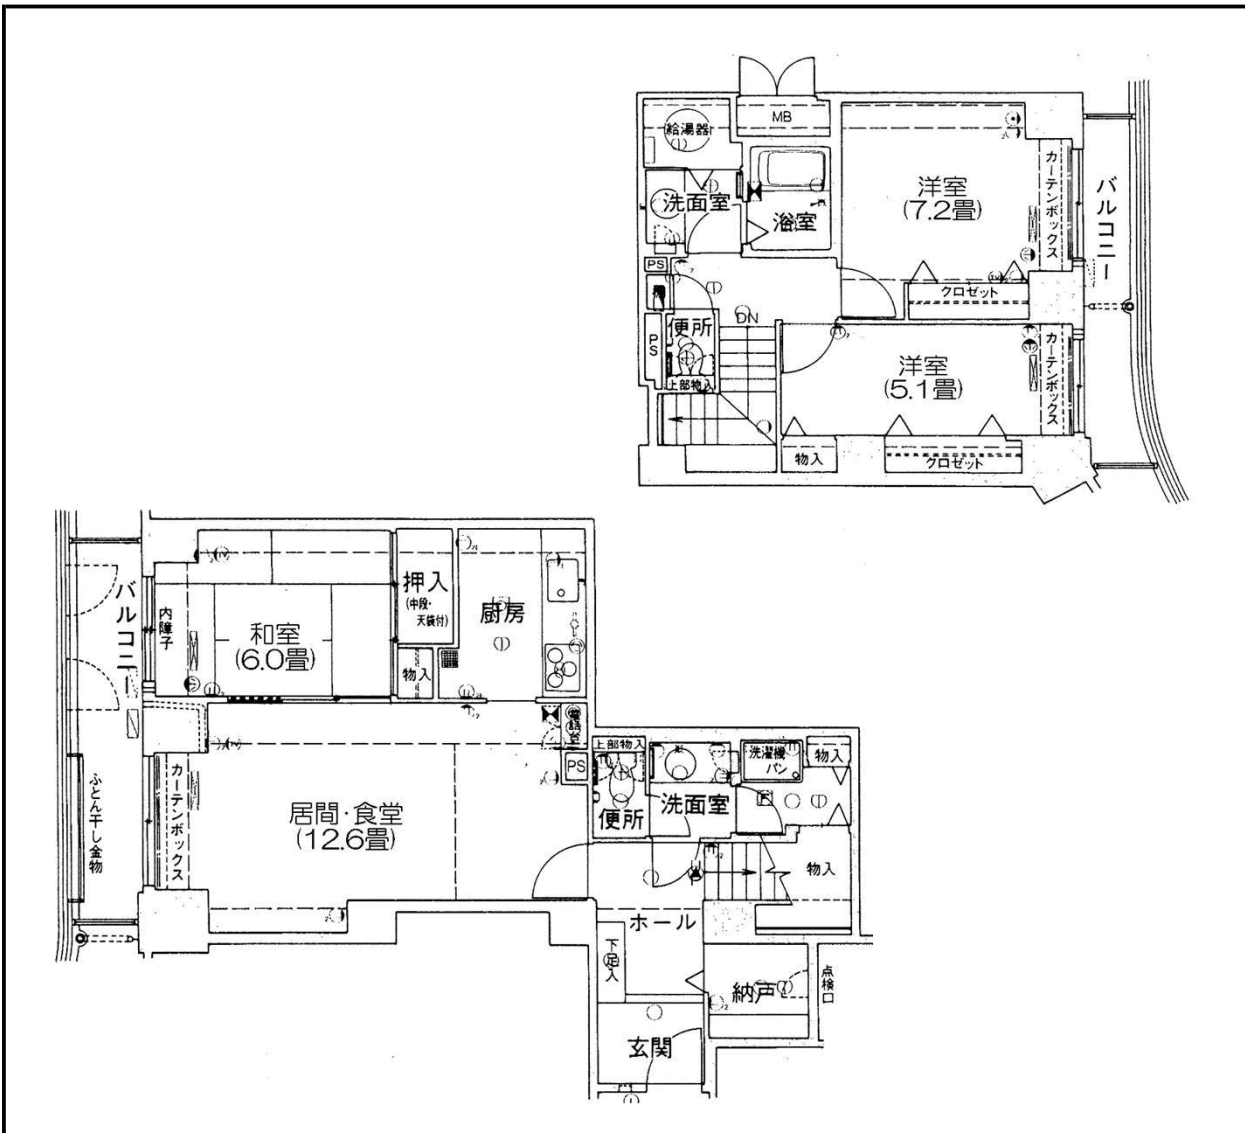 給湯器
MB
洗面室
浴室
洋室
(7.2畳)
カーテンボックス
バルコニー
クロゼット
PS
便所
DN
PS
上部物入
洋室
(5.1畳)
カーテンボックス
物入
クロゼット
バルコニー
内障子
和室
(6.0畳)
押入
(中段・
天袋付)
厨房
物入
電話台
PS
居間・食堂
(12.6畳)
カーテンボックス
ふとん干し金物
上部物入
便所
洗面室
洗濯機
パン
物入
物入
ホール
下足入
納戸
点検口
玄関